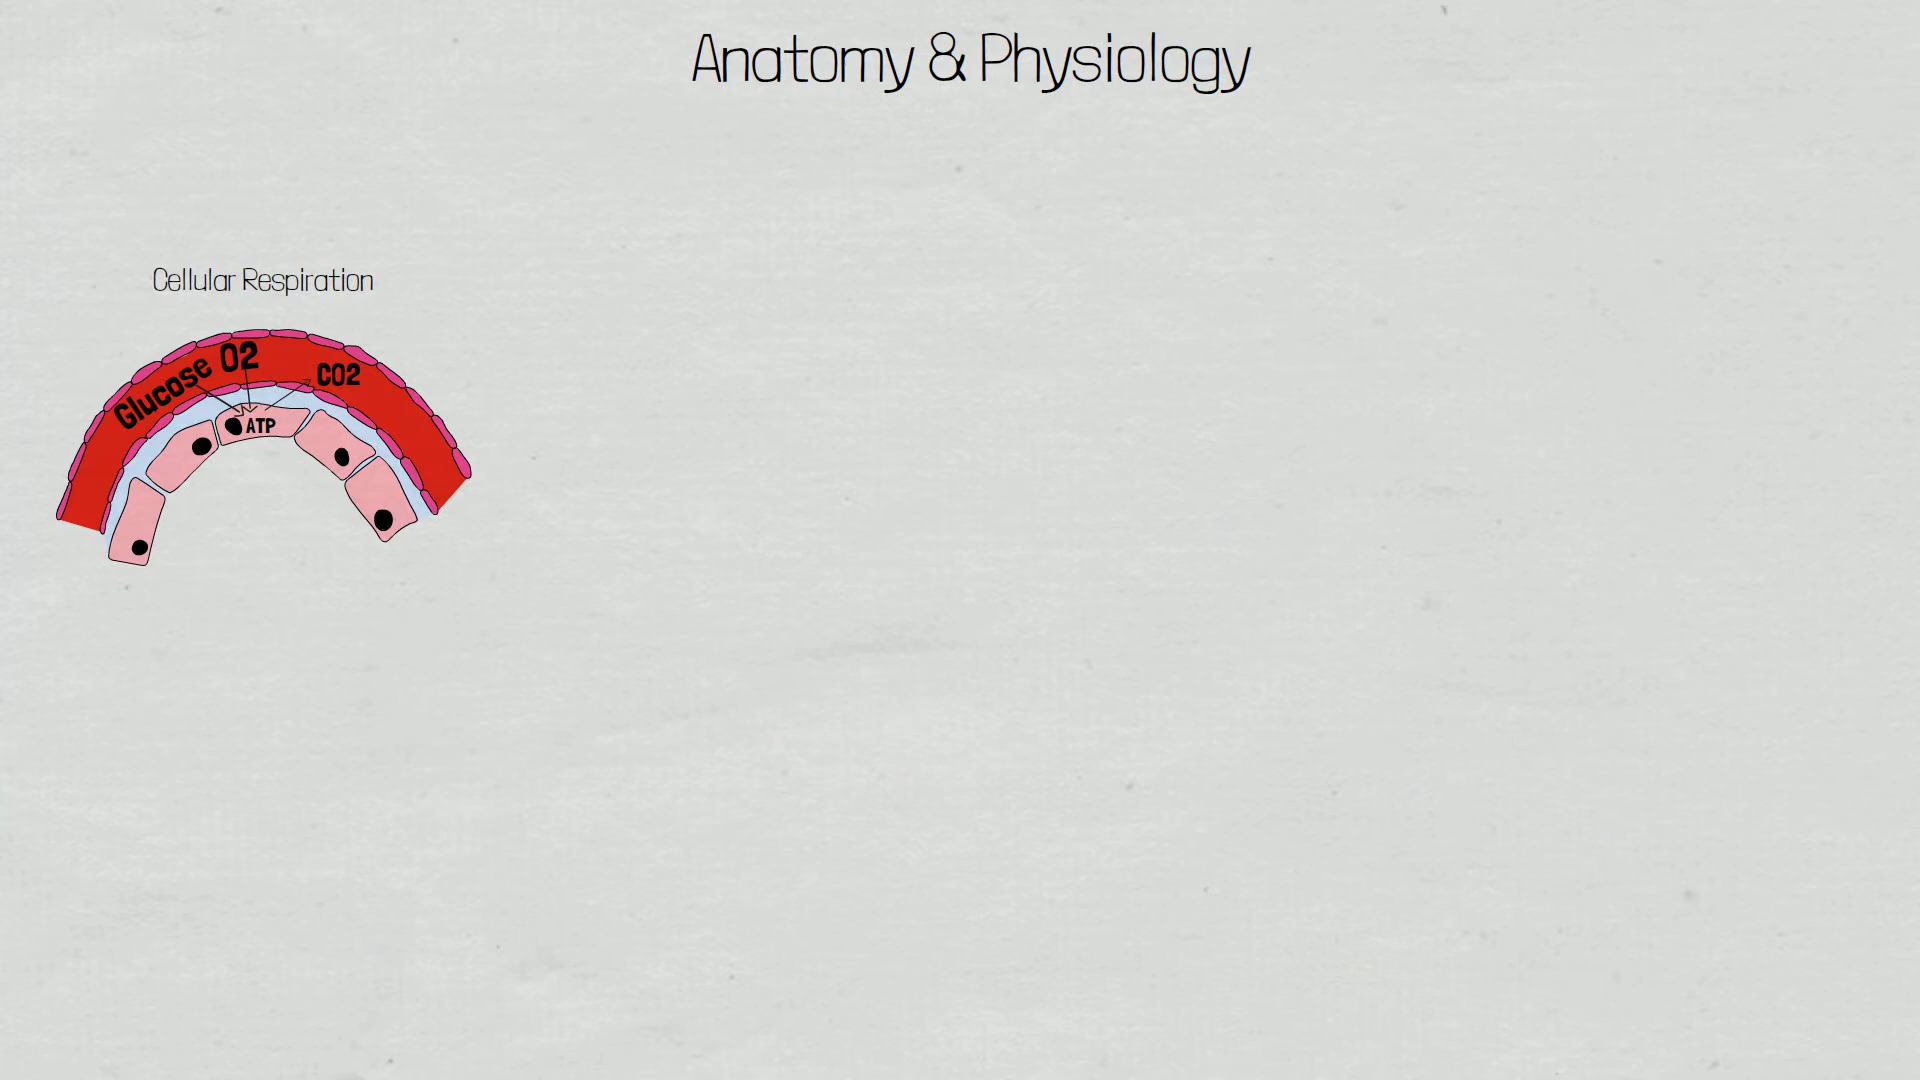 Anatomy & Physiology
Cellular Respiration
Glucose O2
CO2
ATP